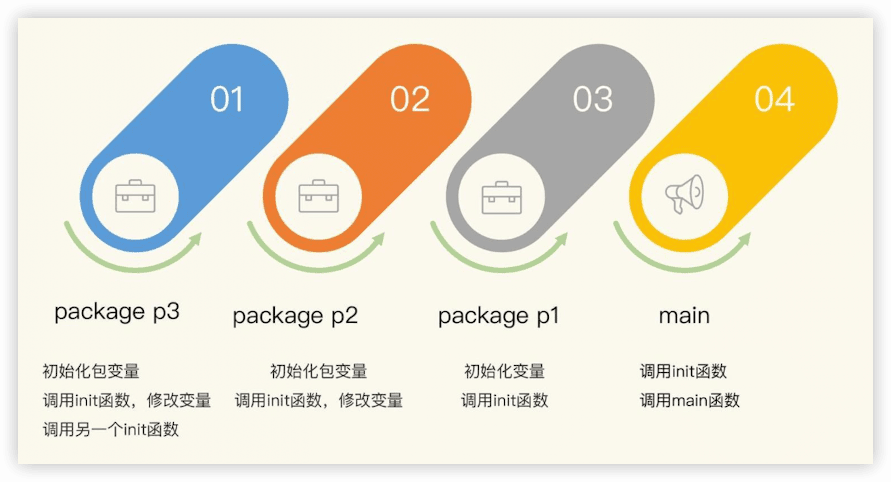 01
02
03
04
package p3
package p2
package p1
main
初始化包变量
调用init函数，修改变量
调用另一个init函数
初始化包变量
调用init函数，修改变量
初始化变量
调用init函数
调用init函数
调用main函数